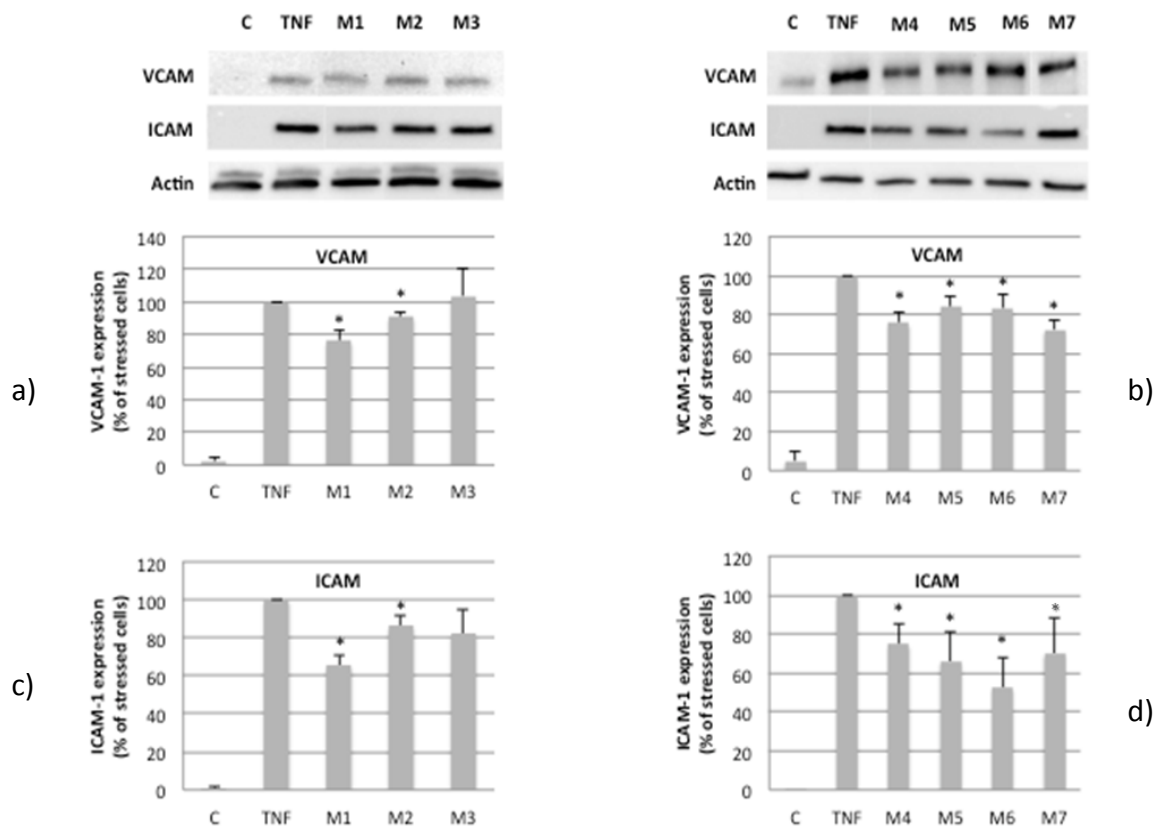 C TNF M1 M2 M3
VCAM
ICAM
Actin
C TNF M4 M5 M6 M7
VCAM
ICAM
Actin
a)
VCAM-1 expression
(% of stressed cells)
VCAM
140
120
100
80
60
40
20
0
* *
C TNF M1 M2 M3
b)
VCAM-1 expression
(% of stressed cells)
VCAM
120
100
80
60
40
20
0
* * * *
C TNF M4 M5 M6 M7
c)
ICAM-1 expression
(% of stressed cells)
ICAM
120
100
80
60
40
20
0
* *
C TNF M1 M2 M3
d)
ICAM-1 expression
(% of stressed cells)
ICAM
120
100
80
60
40
20
0
* * * *
C TNF M4 M5 M6 M7